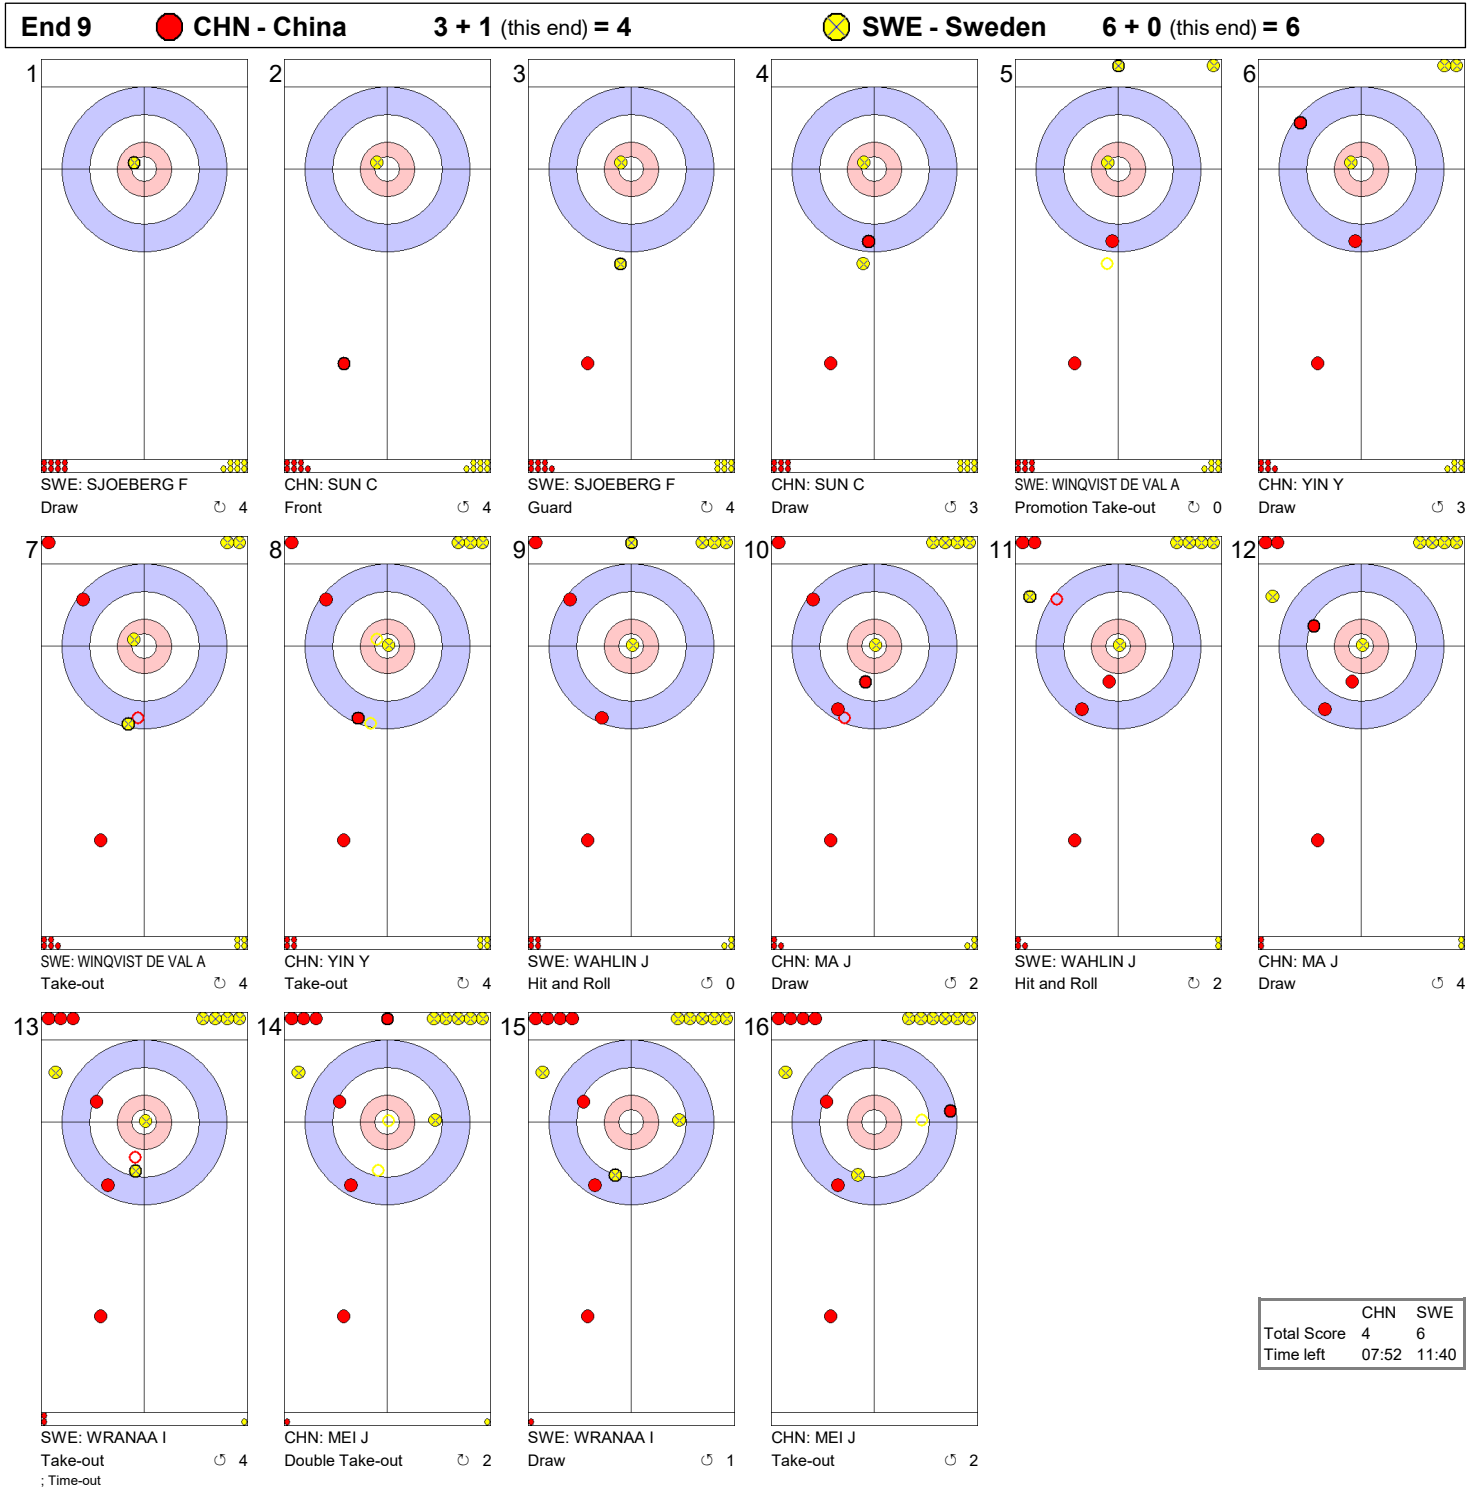 End 9 CHN - China 3 + 1 (this end) = 4 SWE - Sweden 6 + 0 (this end) = 6
1 2 3 4 5 6
SWE: SJOEBERG F CHN: SUN C SWE: SJOEBERG F CHN: SUN C SWE: WINQVIST DE VAL A CHN: YIN Y
Draw ↻ 4 Front ↺ 4 Guard ↺ 4 Draw ↺ 3 Promotion Take-out ↻ 0 Draw ↺ 3
7 8 9 10 11 12
SWE: WINQVIST DE VAL A CHN: YIN Y SWE: WAHLIN J CHN: MA J SWE: WAHLIN J CHN: MA J
Take-out ↻ 4 Take-out ↻ 4 Hit and Roll ↺ 0 Draw ↺ 2 Hit and Roll ↻ 2 Draw ↺ 4
13 14 15 16
CHN SWE
Total Score 4 6
Time left 07:52 11:40
SWE: WRANAA I CHN: MEI J SWE: WRANAA I CHN: MEI J
Take-out ↺ 4 Double Take-out ↻ 2 Draw ↺ 1 Take-out ↺ 2
; Time-out